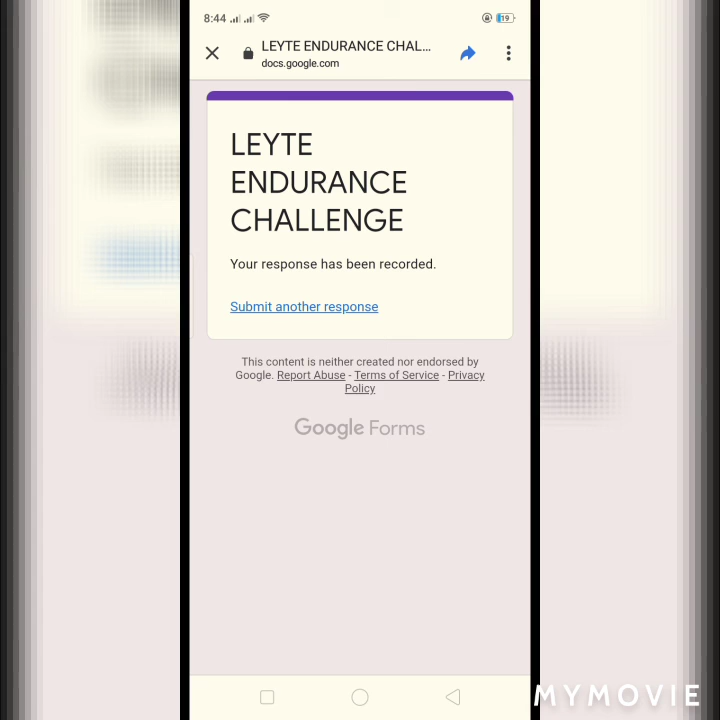 8:44
19
LEYTE ENDURANCE CHAL...
docs.google.com
LEYTE
ENDURANCE
CHALLENGE
Your response has been recorded.
Submit another response
This content is neither created nor endorsed by
Google. Report Abuse - Terms of Service - Privacy
Policy
Google Forms
MYMOVIE